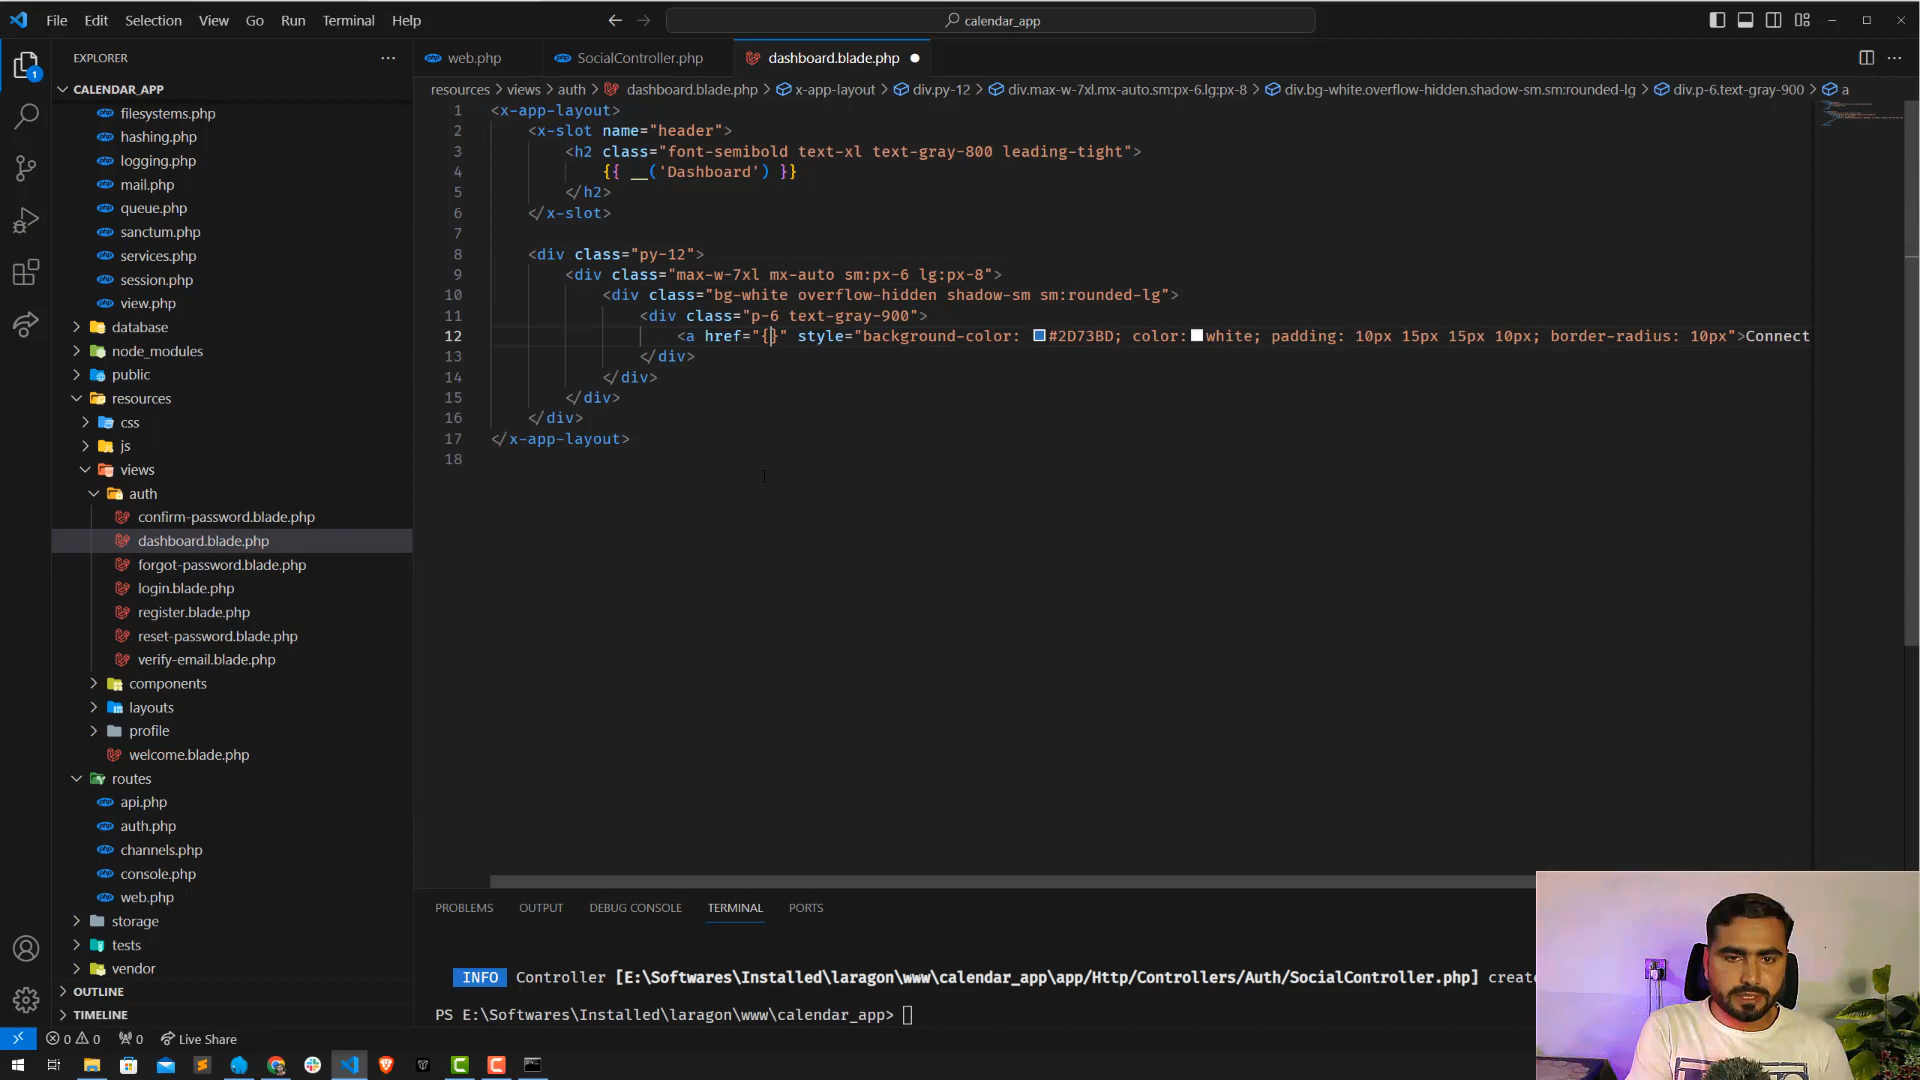 File Edit Selection View Go Run Terminal Help
calendar_app
EXPLORER
CALENDAR_APP
filesystems.php
hashing.php
logging.php
mail.php
queue.php
sanctum.php
services.php
session.php
view.php
database
node_modules
public
resources
css
js
views
auth
confirm-password.blade.php
dashboard.blade.php
forgot-password.blade.php
login.blade.php
register.blade.php
reset-password.blade.php
verify-email.blade.php
components
layouts
profile
welcome.blade.php
routes
api.php
auth.php
channels.php
console.php
web.php
storage
tests
vendor
OUTLINE
TIMELINE
web.php SocialController.php dashboard.blade.php
resources > views > auth > dashboard.blade.php > x-app-layout > div.py-12 > div.max-w-7xl.mx-auto.sm:px-6.lg:px-8 > div.bg-white.overflow-hidden.shadow-sm.sm:rounded-lg > div.p-6.text-gray-900 > a
1 <x-app-layout>
2 <x-slot name="header">
3 <h2 class="font-semibold text-xl text-gray-800 leading-tight">
4 {{ __('Dashboard') }}
5 </h2>
6 </x-slot>
7
8 <div class="py-12">
9 <div class="max-w-7xl mx-auto sm:px-6 lg:px-8">
10 <div class="bg-white overflow-hidden shadow-sm sm:rounded-lg">
11 <div class="p-6 text-gray-900">
12 <a href="{}" style="background-color: #2D73BD; color:white; padding: 10px 15px 15px 10px; border-radius: 10px">Connect
13 </div>
14 </div>
15 </div>
16 </div>
17 </x-app-layout>
18
PROBLEMS OUTPUT DEBUG CONSOLE TERMINAL PORTS
INFO Controller [E:\Softwares\Installed\laragon\www\calendar_app\app/Http/Controllers/Auth/SocialController.php] create
PS E:\Softwares\Installed\laragon\www\calendar_app>
1
0 0 0 Live Share